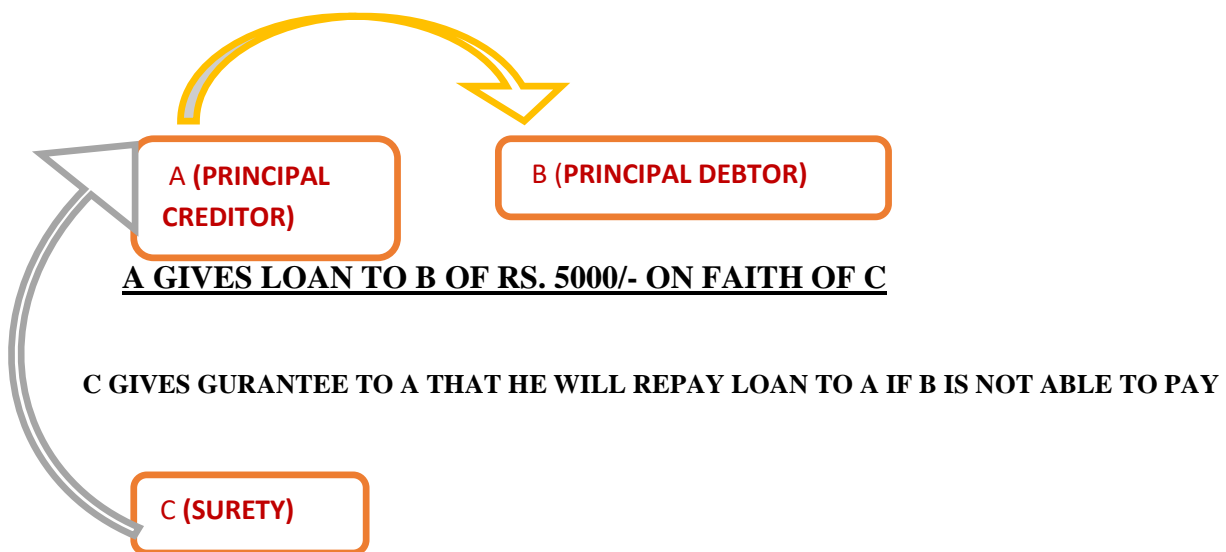 A (PRINCIPAL
CREDITOR)
B (PRINCIPAL DEBTOR)
A GIVES LOAN TO B OF RS. 5000/- ON FAITH OF C
C GIVES GURANTEE TO A THAT HE WILL REPAY LOAN TO A IF B IS NOT ABLE TO PAY
C (SURETY)